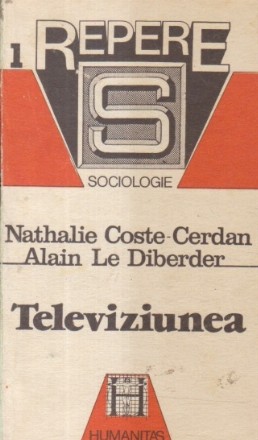 1 REPERE
S
SOCIOLOGIE
Nathalie Coste-Cerdan
Alain Le Diberder
Televiziunea
H
HUMANITAS